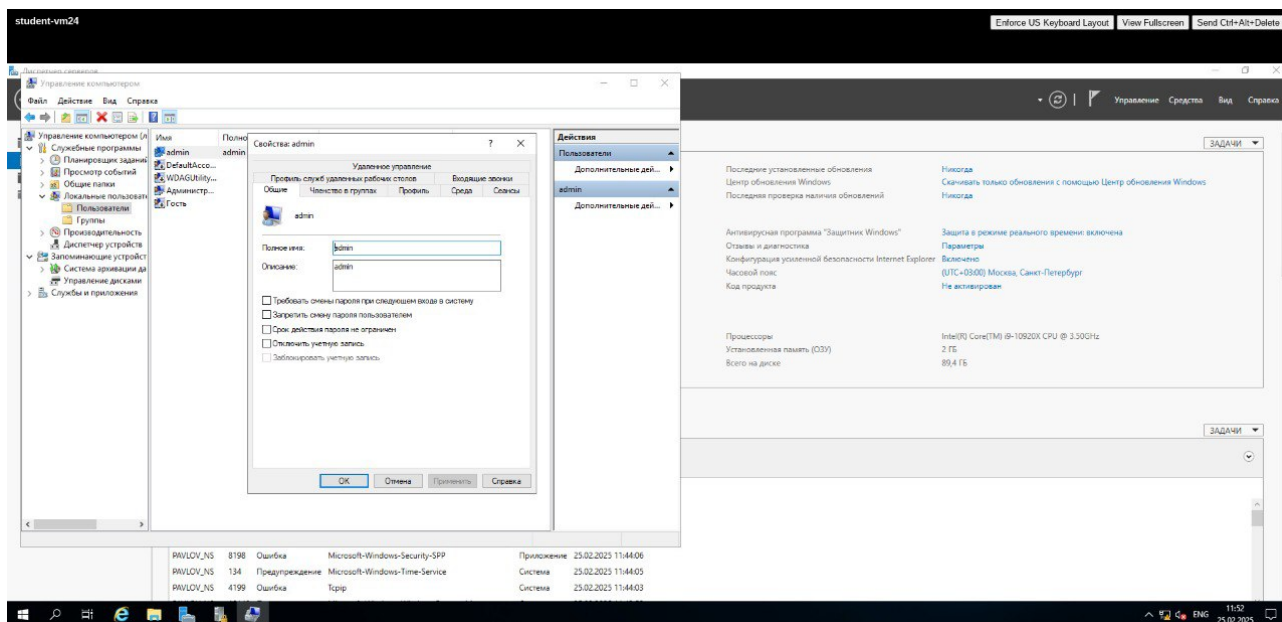 student-vm24
Enforce US Keyboard Layout View Fullscreen Send Ctrl+Alt+Delete
Диспетчер серверов
Управление компьютером
Файл Действие Вид Справка
Управление Средства Вид Справка
Управление компьютером (л
Служебные программы
Планировщик заданий
Просмотр событий
Общие папки
Локальные пользовате
Пользователи
Группы
Производительность
Диспетчер устройств
Запоминающие устройст
Система архивации да
Управление дисками
Службы и приложения
Имя Полно
admin admin
DefaultAcco...
WDAGUtility...
Администр...
Гость
Свойства: admin ? ×
Удаленное управление
Профиль служб удаленных рабочих столов Входящие звонки
Общие Членство в группах Профиль Среда Сеансы
admin
Полное имя: admin
Описание: admin
Требовать смены пароля при следующем входе в систему
Запретить смену пароля пользователем
Срок действия пароля не ограничен
Отключить учетную запись
Заблокировать учетную запись
OK Отмена Применить Справка
Действия
Пользователи
Дополнительные дей...
admin
Дополнительные дей...
ЗАДАЧИ
Последние установленные обновления Никогда
Центр обновления Windows Скачивать только обновления с помощью Центр обновления Windows
Последняя проверка наличия обновлений Никогда
Антивирусная программа "Защитник Windows" Защита в режиме реального времени: включена
Отзывы и диагностика Параметры
Конфигурация усиленной безопасности Internet Explorer Включено
Часовой пояс (UTC+03:00) Москва, Санкт-Петербург
Код продукта Не активирован
Процессоры Intel(R) Core(TM) i9-10920X CPU @ 3.50GHz
Установленная память (ОЗУ) 2 ГБ
Всего на диске 89,4 ГБ
ЗАДАЧИ
PAVLOV_NS 8198 Ошибка Microsoft-Windows-Security-SPP Приложение 25.02.2025 11:44:06
PAVLOV_NS 134 Предупреждение Microsoft-Windows-Time-Service Система 25.02.2025 11:44:05
PAVLOV_NS 4199 Ошибка Tcpip Система 25.02.2025 11:44:03
ENG 11:52
25.02.2025